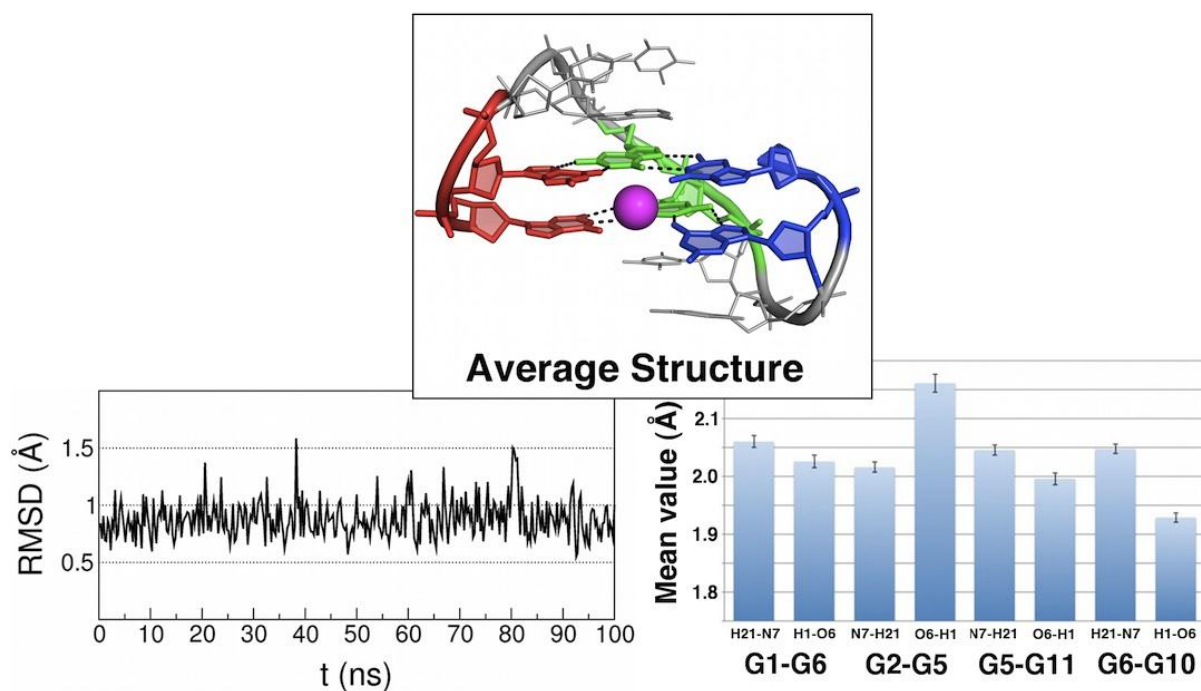 Average Structure
RMSD (Å)
1.5
1
0.5
0 10 20 30 40 50 60 70 80 90 100
t (ns)
Mean value (Å)
2.1
2.0
1.9
1.8
H21-N7 H1-O6 N7-H21 O6-H1 N7-H21 O6-H1 H21-N7 H1-O6
G1-G6 G2-G5 G5-G11 G6-G10